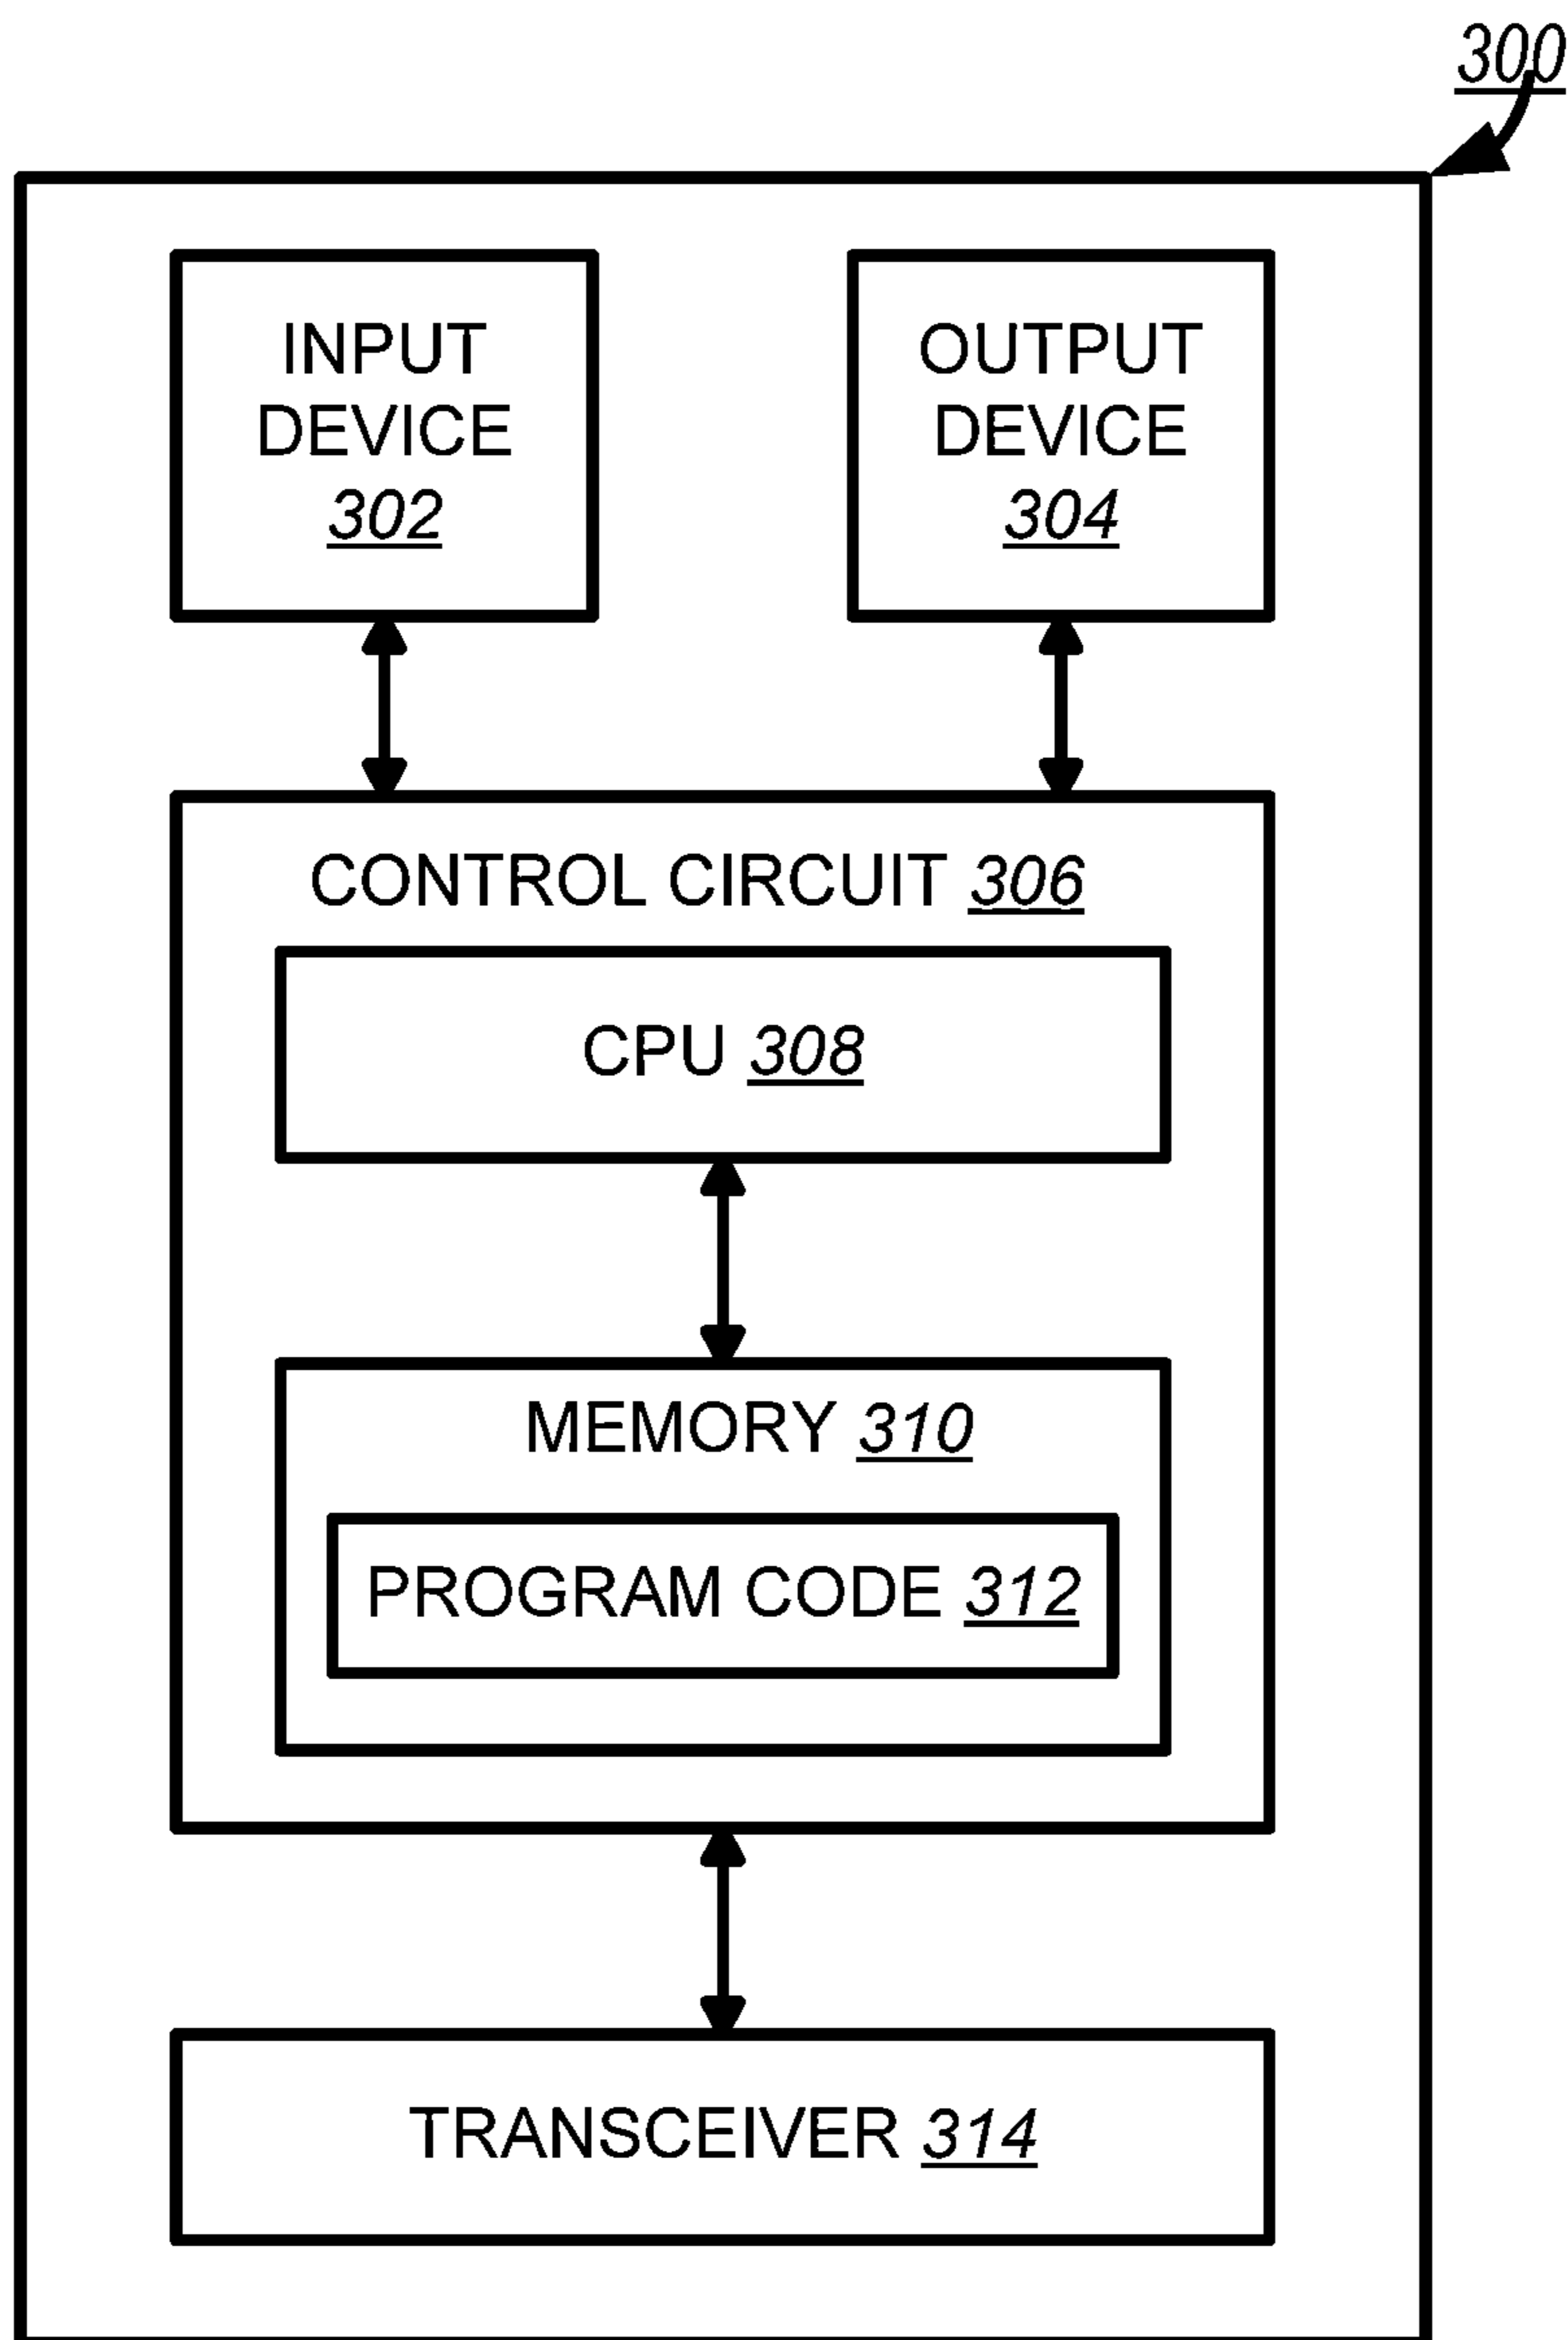 300
INPUT
DEVICE
302
OUTPUT
DEVICE
304
CONTROL CIRCUIT 306
CPU 308
MEMORY 310
PROGRAM CODE 312
TRANSCEIVER 314